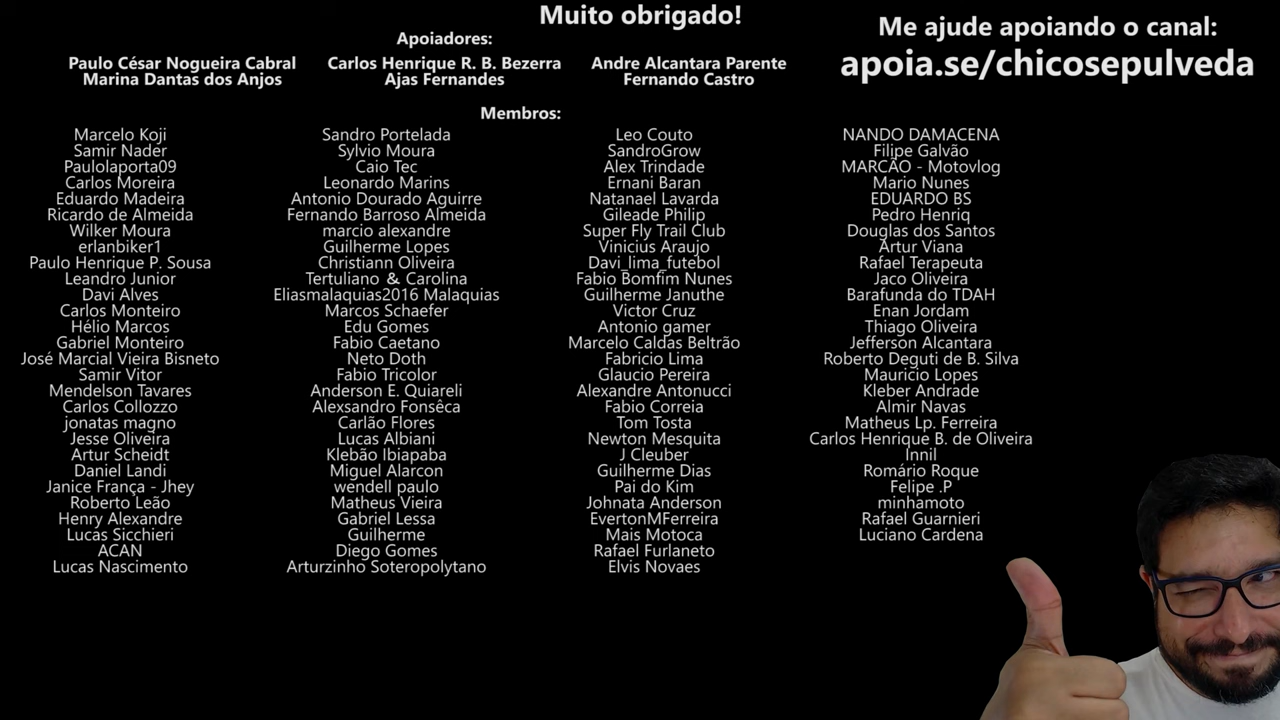 Muito obrigado!
Me ajude apoiando o canal:
apoia.se/chicosepulveda
Apoiadores:
Paulo César Nogueira Cabral
Marina Dantas dos Anjos
Carlos Henrique R. B. Bezerra
Ajas Fernandes
Andre Alcantara Parente
Fernando Castro
Membros:
Marcelo Koji
Samir Nader
Paulolaporta09
Carlos Moreira
Eduardo Madeira
Ricardo de Almeida
Wilker Moura
erlanbiker1
Paulo Henrique P. Sousa
Leandro Junior
Davi Alves
Carlos Monteiro
Hélio Marcos
Gabriel Monteiro
José Marcial Vieira Bisneto
Samir Vitor
Mendelson Tavares
Carlos Collozzo
jonatas magno
Jesse Oliveira
Artur Scheidt
Daniel Landi
Janice França - Jhey
Roberto Leão
Henry Alexandre
Lucas Sicchieri
ACAN
Lucas Nascimento
Sandro Portelada
Sylvio Moura
Caio Tec
Leonardo Marins
Antonio Dourado Aguirre
Fernando Barroso Almeida
marcio alexandre
Guilherme Lopes
Christiann Oliveira
Tertuliano & Carolina
Eliasmalaquias2016 Malaquias
Marcos Schaefer
Edu Gomes
Fabio Caetano
Neto Doth
Fabio Tricolor
Anderson E. Quiareli
Alexsandro Fonsêca
Carlão Flores
Lucas Albiani
Klebão Ibiapaba
Miguel Alarcon
wendell paulo
Matheus Vieira
Gabriel Lessa
Guilherme
Diego Gomes
Arturzinho Soteropolytano
Leo Couto
SandroGrow
Alex Trindade
Ernani Baran
Natanael Lavarda
Gileade Philip
Super Fly Trail Club
Vinicius Araujo
Davi_lima_futebol
Fabio Bomfim Nunes
Guilherme Januthe
Victor Cruz
Antonio gamer
Marcelo Caldas Beltrão
Fabricio Lima
Glaucio Pereira
Alexandre Antonucci
Fabio Correia
Tom Tosta
Newton Mesquita
J Cleuber
Guilherme Dias
Pai do Kim
Johnata Anderson
EvertonMFerreira
Mais Motoca
Rafael Furlaneto
Elvis Novaes
NANDO DAMACENA
Filipe Galvão
MARCÃO - Motovlog
Mario Nunes
EDUARDO BS
Pedro Henriq
Douglas dos Santos
Artur Viana
Rafael Terapeuta
Jaco Oliveira
Barafunda do TDAH
Enan Jordam
Thiago Oliveira
Jefferson Alcantara
Roberto Deguti de B. Silva
Mauricio Lopes
Kleber Andrade
Almir Navas
Matheus Lp. Ferreira
Carlos Henrique B. de Oliveira
Innil
Romário Roque
Felipe .P
minhamoto
Rafael Guarnieri
Luciano Cardena